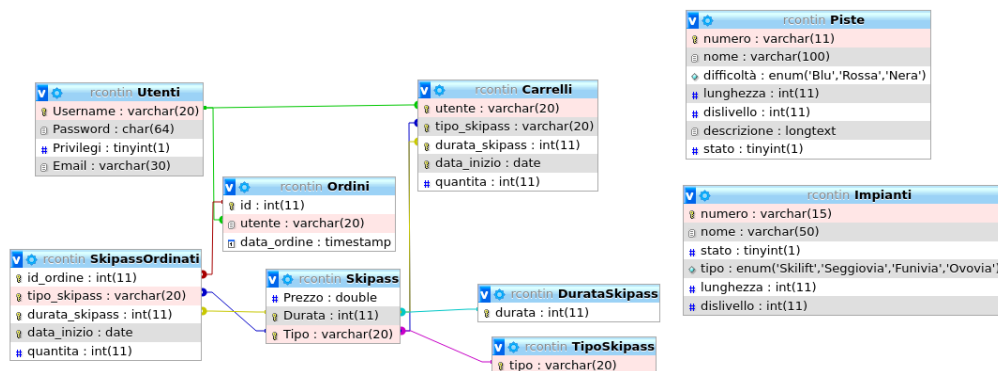 rcontin Piste
numero : varchar(11)
nome : varchar(100)
difficoltà : enum('Blu','Rossa','Nera')
lunghezza : int(11)
dislivello : int(11)
descrizione : longtext
stato : tinyint(1)
v rcontin Utenti
Username : varchar(20)
Password : char(64)
# Privilegi : tinyint(1)
Email : varchar(30)
v rcontin Carrelli
utente : varchar(20)
tipo_skipass : varchar(20)
durata_skipass : int(11)
data_inizio : date
# quantita : int(11)
v rcontin Ordini
id : int(11)
utente : varchar(20)
data_ordine : timestamp
v rcontin Impianti
numero : varchar(15)
nome : varchar(50)
# stato : tinyint(1)
tipo : enum('Skilift','Seggiovia','Funivia','Ovovia')
# lunghezza : int(11)
# dislivello : int(11)
v rcontin SkipassOrdinati
id_ordine : int(11)
tipo_skipass : varchar(20)
durata_skipass : int(11)
data_inizio : date
# quantita : int(11)
v rcontin Skipass
# Prezzo : double
Durata : int(11)
Tipo : varchar(20)
v rcontin DurataSkipass
durata : int(11)
v rcontin TipoSkipass
tipo : varchar(20)